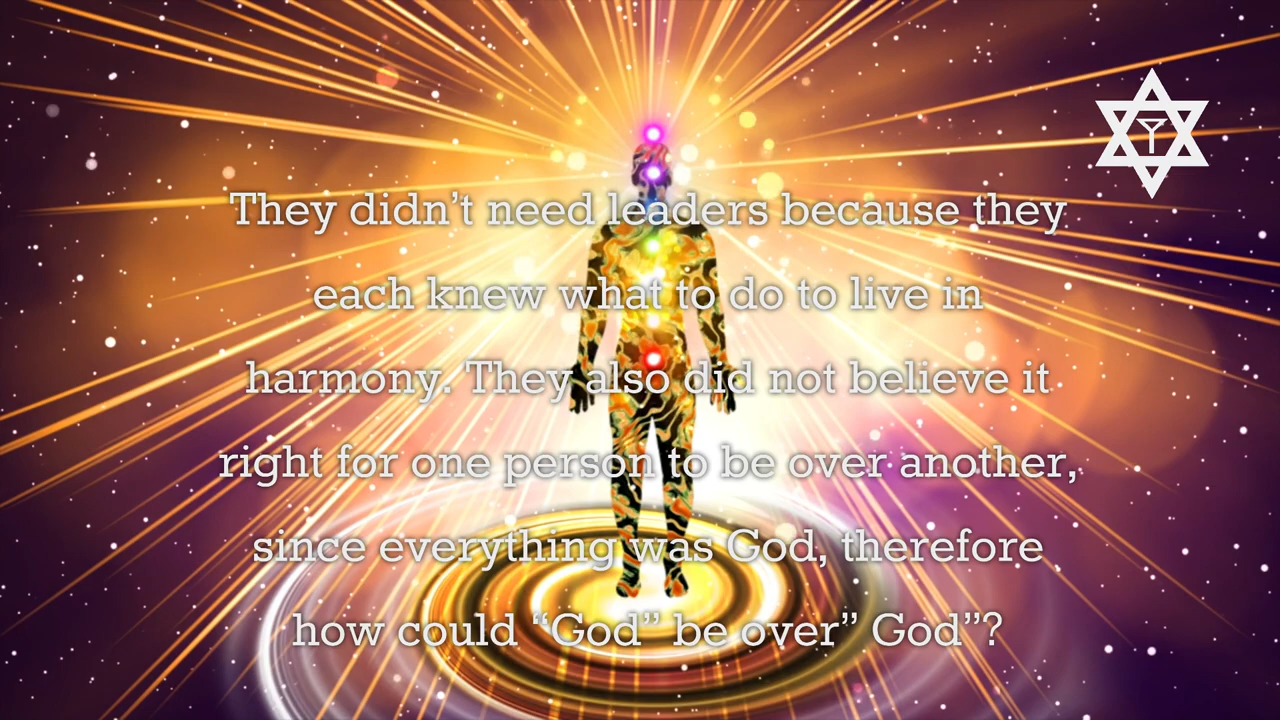 They didn’t need leaders because they
each knew what to do to live in
harmony. They also did not believe it
right for one person to be over another,
since everything was God, therefore
how could “God” be over” God”?